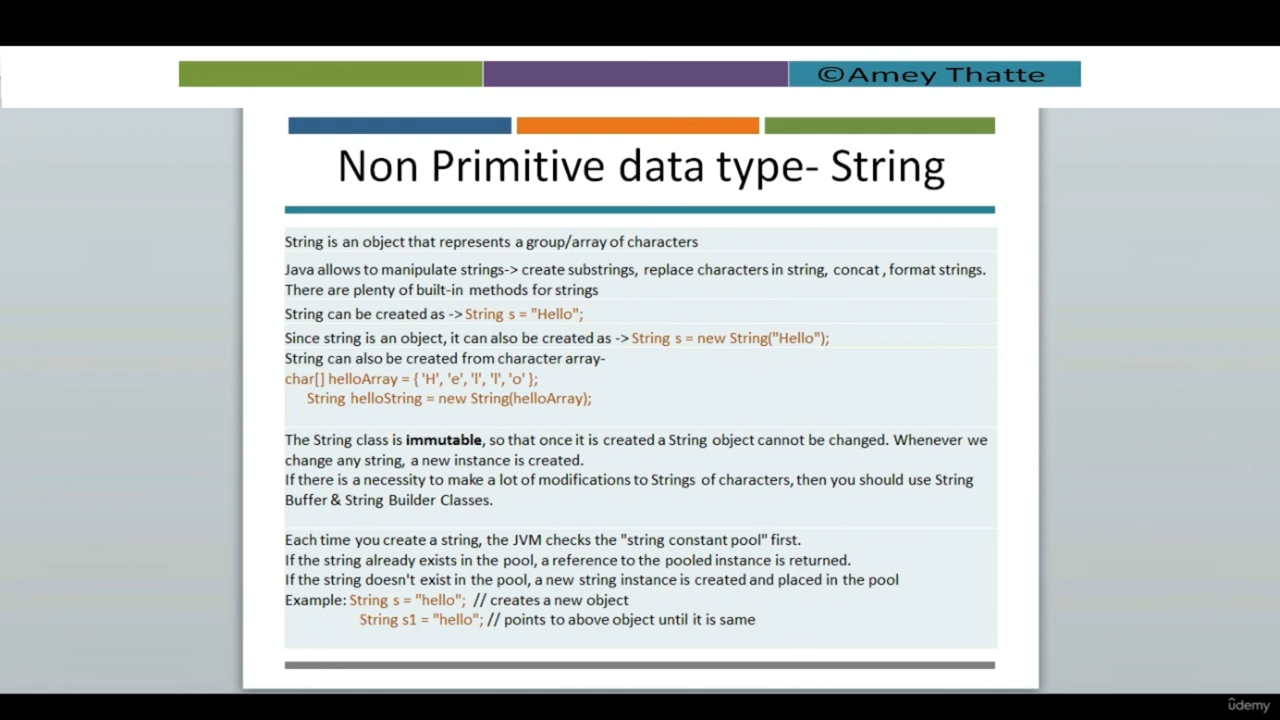 ©Amey Thatte
Non Primitive data type- String
String is an object that represents a group/array of characters
Java allows to manipulate strings-> create substrings, replace characters in string, concat , format strings.
There are plenty of built-in methods for strings
String can be created as -> String s = "Hello";
Since string is an object, it can also be created as -> String s = new String("Hello");
String can also be created from character array-
char[] helloArray = { 'H', 'e', 'l', 'l', 'o' };
String helloString = new String(helloArray);
The String class is immutable, so that once it is created a String object cannot be changed. Whenever we
change any string, a new instance is created.
If there is a necessity to make a lot of modifications to Strings of characters, then you should use String
Buffer & String Builder Classes.
Each time you create a string, the JVM checks the "string constant pool" first.
If the string already exists in the pool, a reference to the pooled instance is returned.
If the string doesn't exist in the pool, a new string instance is created and placed in the pool
Example: String s = "hello"; // creates a new object
String s1 = "hello"; // points to above object until it is same
ûdemy